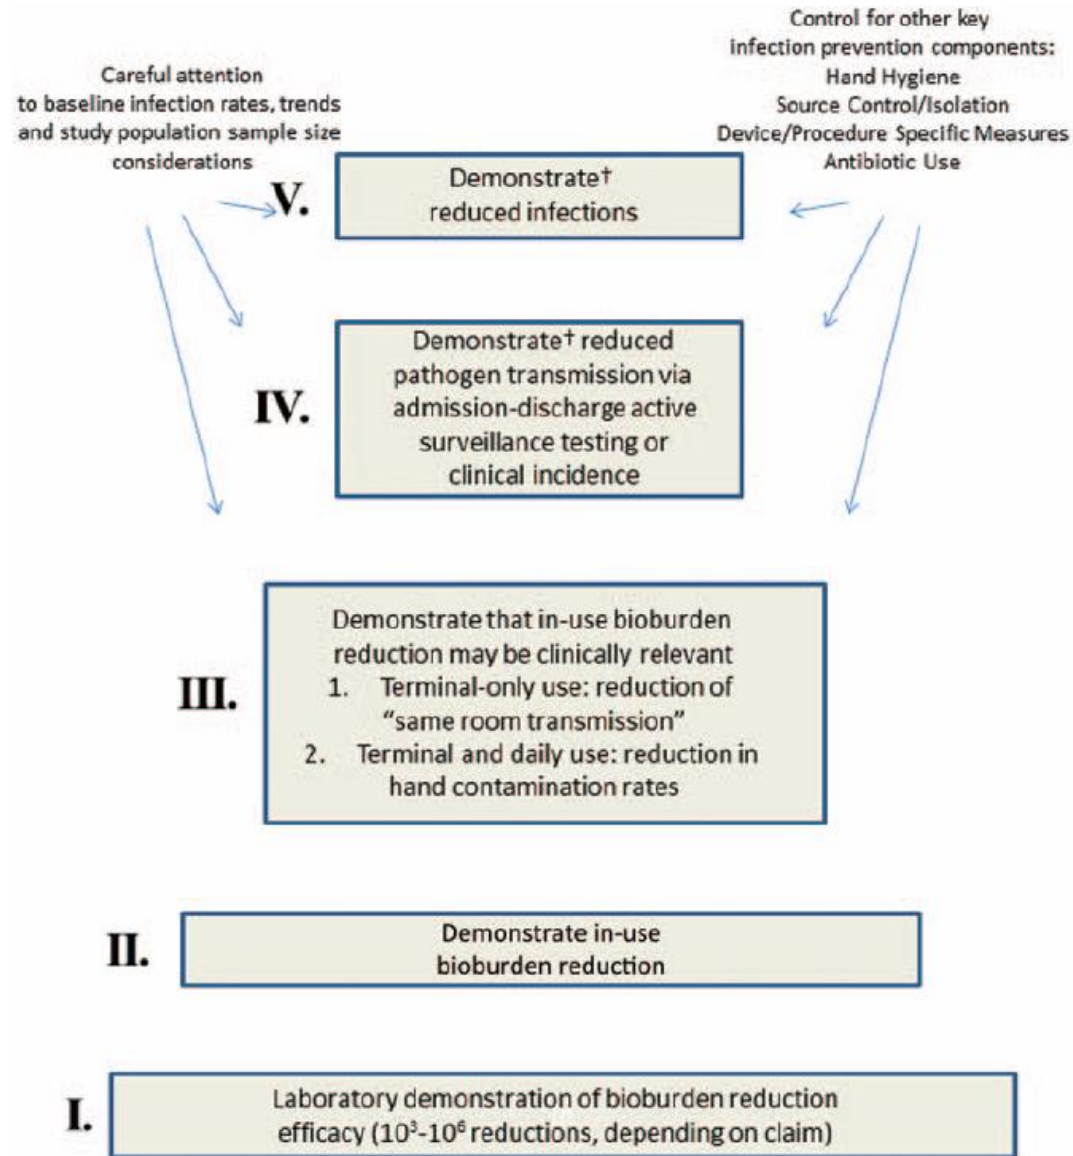 Careful attention
to baseline infection rates, trends
and study population sample size
considerations
Control for other key
infection prevention components:
Hand Hygiene
Source Control/Isolation
Device/Procedure Specific Measures
Antibiotic Use
V.
Demonstrate†
reduced infections
IV.
Demonstrate† reduced
pathogen transmission via
admission-discharge active
surveillance testing or
clinical incidence
III.
Demonstrate that in-use bioburden
reduction may be clinically relevant
1. Terminal-only use: reduction of
“same room transmission”
2. Terminal and daily use: reduction in
hand contamination rates
II.
Demonstrate in-use
bioburden reduction
I.
Laboratory demonstration of bioburden reduction
efficacy (10³-10⁶ reductions, depending on claim)